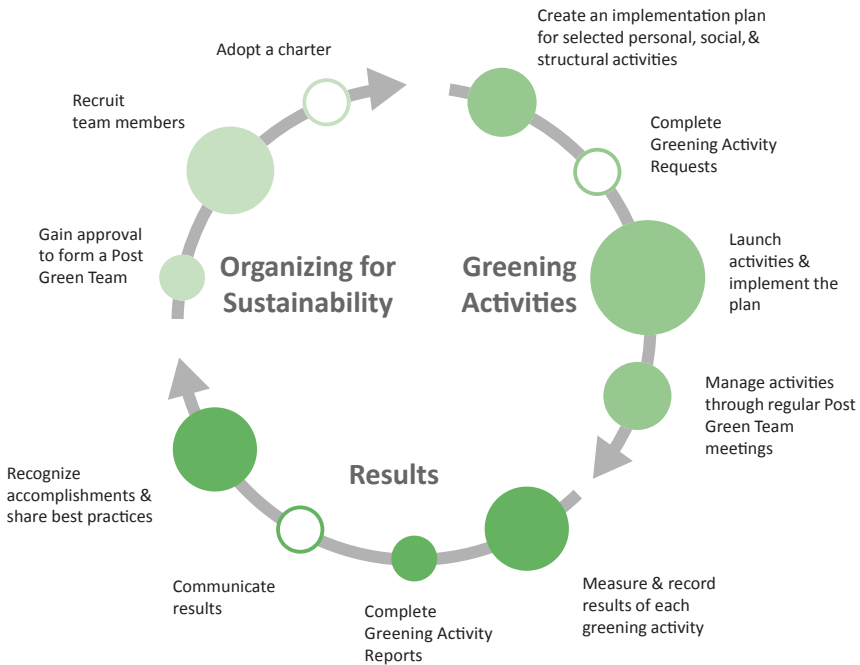 Adopt a charter
Recruit
team members
Gain approval
to form a Post
Green Team
Organizing for
Sustainability
Create an implementation plan
for selected personal, social, &
structural activities
Complete
Greening Activity
Requests
Launch
activities &
implement the
plan
Manage activities
through regular Post
Green Team
meetings
Greening
Activities
Results
Measure & record
results of each
greening activity
Complete
Greening Activity
Reports
Communicate
results
Recognize
accomplishments &
share best practices